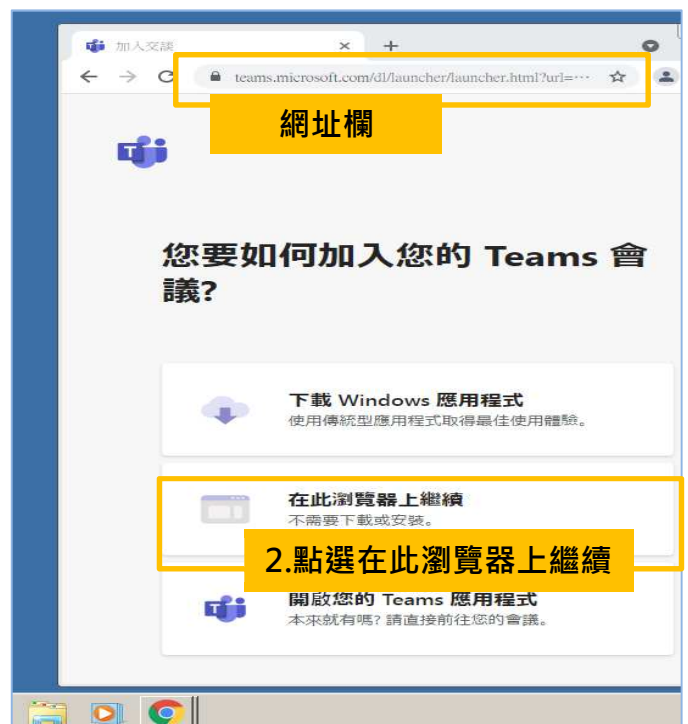 加入交談
teams.microsoft.com/dl/launcher/launcher.html?url=…
網址欄
您要如何加入您的 Teams 會
議?
下載 Windows 應用程式
使用傳統型應用程式取得最佳使用體驗。
在此瀏覽器上繼續
不需要下載或安裝。
2.點選在此瀏覽器上繼續
開啟您的 Teams 應用程式
本來就有嗎? 請直接前往您的會議。